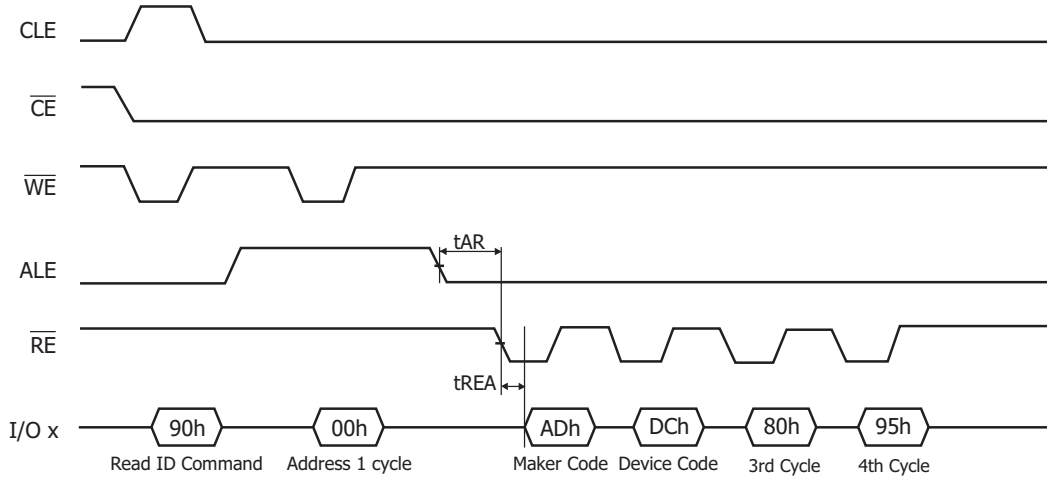 CLE
CE
WE
ALE
tAR
RE
tREA
I/O x 90h 00h ADh DCh 80h 95h
Read ID Command Address 1 cycle Maker Code Device Code 3rd Cycle 4th Cycle